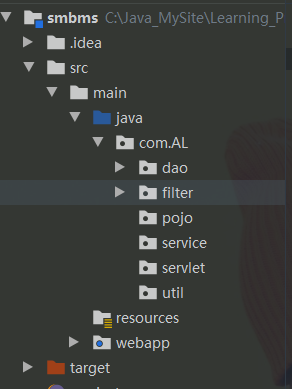 smbms C:\Java_MySite\Learning_P
.idea
src
main
java
com.AL
dao
filter
pojo
service
servlet
util
resources
webapp
target